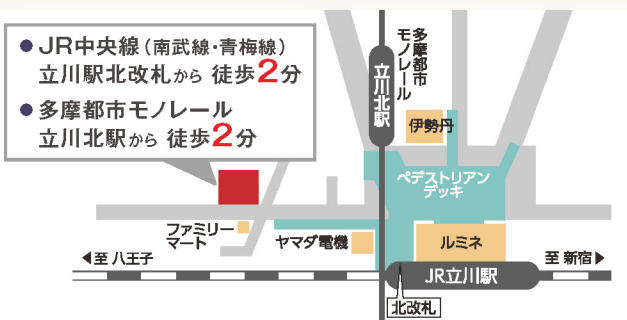 ● JR中央線(南武線・青梅線)
立川駅北改札から 徒歩2分
● 多摩都市モノレール
立川北駅から 徒歩2分
多摩都市
モノレール
立川北駅
伊勢丹
ペデストリアン
デッキ
ファミリー
マート
ヤマダ電機
ルミネ
◀至 八王子
至 新宿▶
JR立川駅
北改札